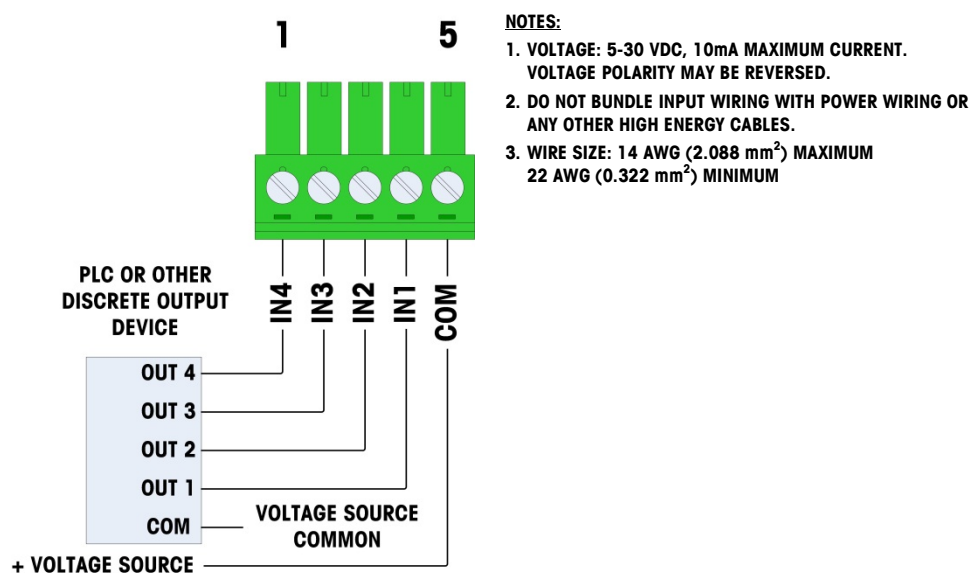 1 5
NOTES:
1. VOLTAGE: 5-30 VDC, 10mA MAXIMUM CURRENT.
VOLTAGE POLARITY MAY BE REVERSED.
2. DO NOT BUNDLE INPUT WIRING WITH POWER WIRING OR
ANY OTHER HIGH ENERGY CABLES.
3. WIRE SIZE: 14 AWG (2.088 mm²) MAXIMUM
22 AWG (0.322 mm²) MINIMUM
IN4
IN3
IN2
IN1
COM
PLC OR OTHER
DISCRETE OUTPUT
DEVICE
OUT 4
OUT 3
OUT 2
OUT 1
COM
VOLTAGE SOURCE
COMMON
+ VOLTAGE SOURCE